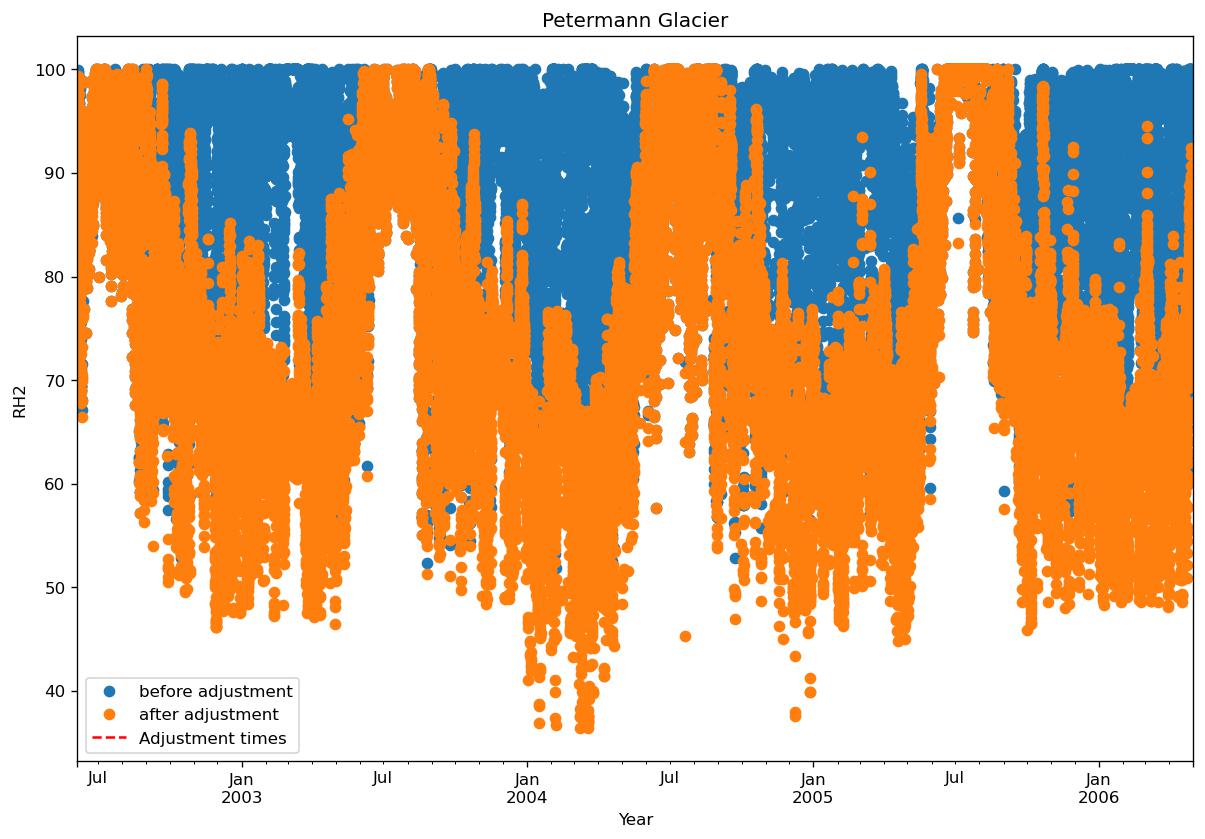 Petermann Glacier
RH2
100
90
80
70
60
50
40
before adjustment
after adjustment
Adjustment times
Jul
Jan
2003
Jul
Jan
2004
Jul
Jan
2005
Jul
Jan
2006
Year